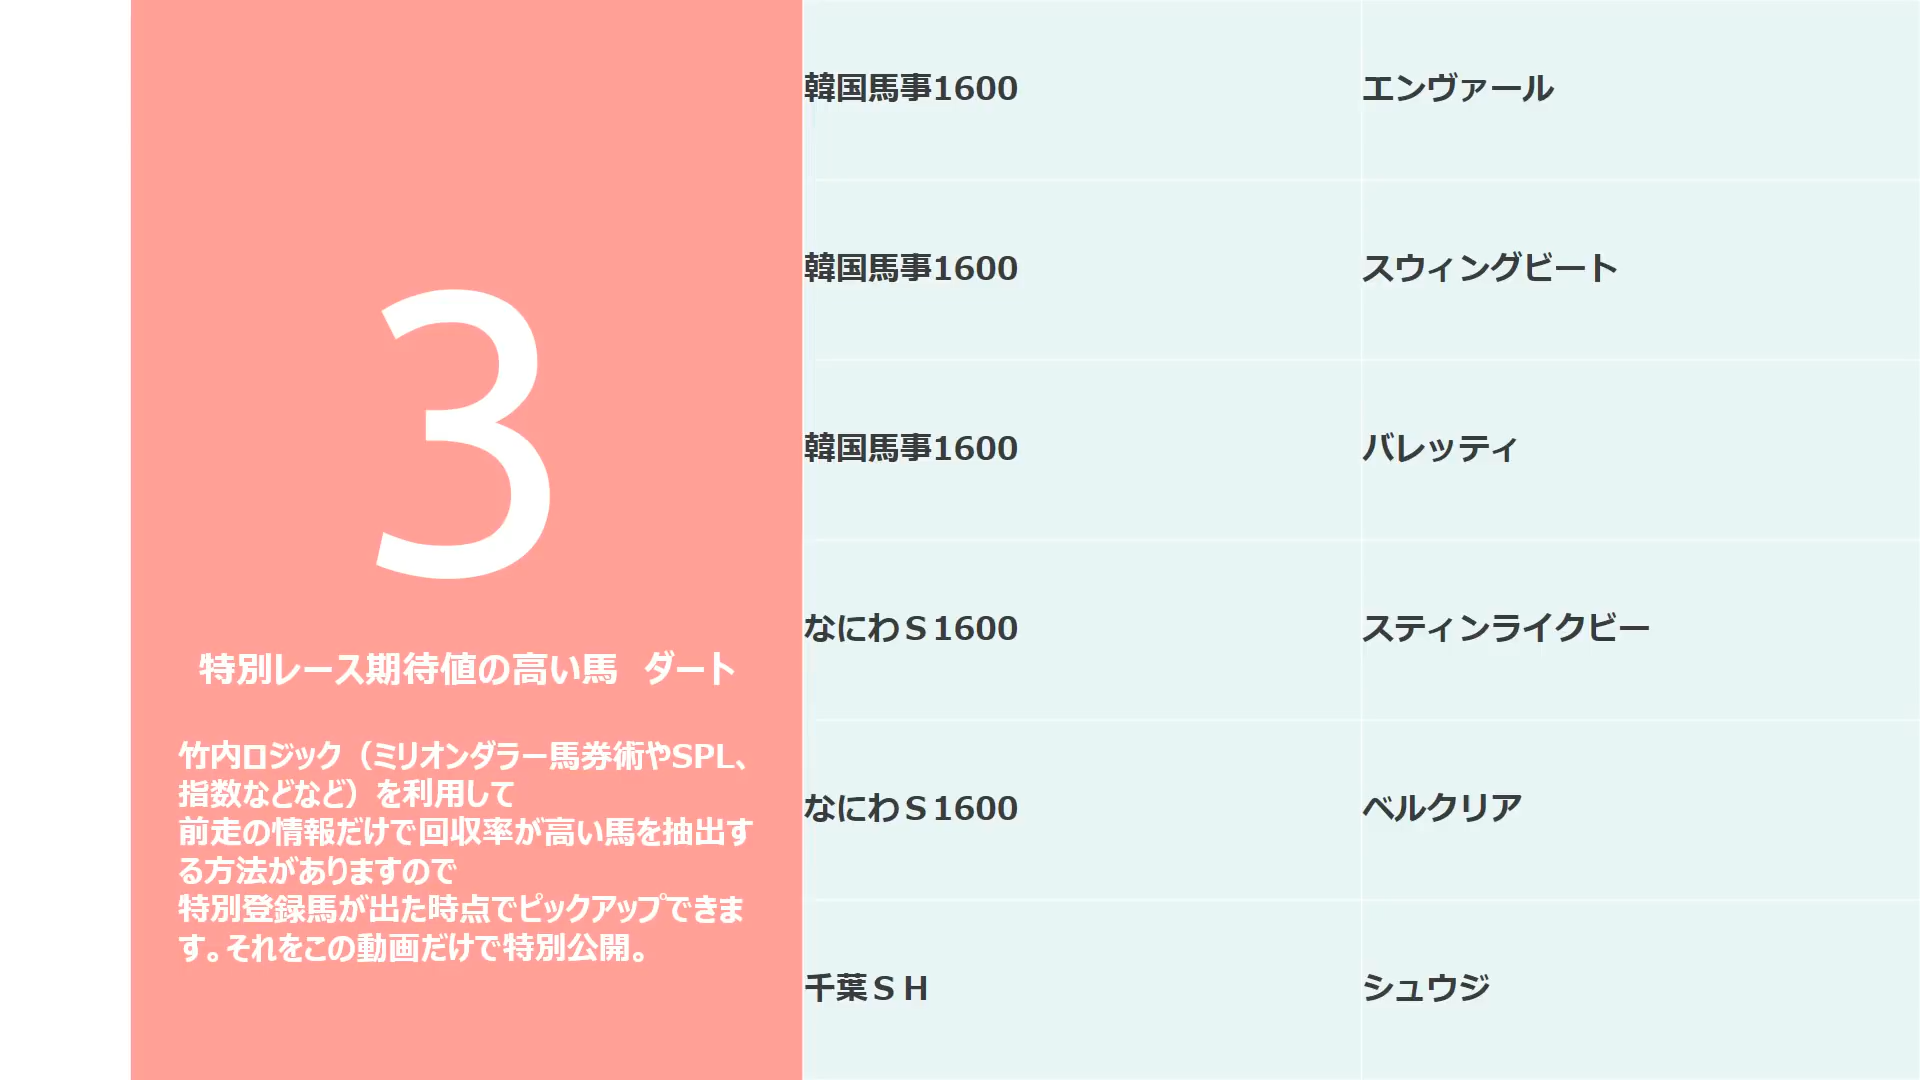 3
特別レース期待値の高い馬　ダート
竹内ロジック（ミリオンダラー馬券術やSPL、
指数などなど）を利用して
前走の情報だけで回収率が高い馬を抽出す
る方法がありますので
特別登録馬が出た時点でピックアップできま
す。それをこの動画だけで特別公開。
韓国馬事1600 エンヴァール
韓国馬事1600 スウィングビート
韓国馬事1600 バレッティ
なにわＳ1600 スティンライクビー
なにわＳ1600 ベルクリア
千葉ＳＨ シュウジ